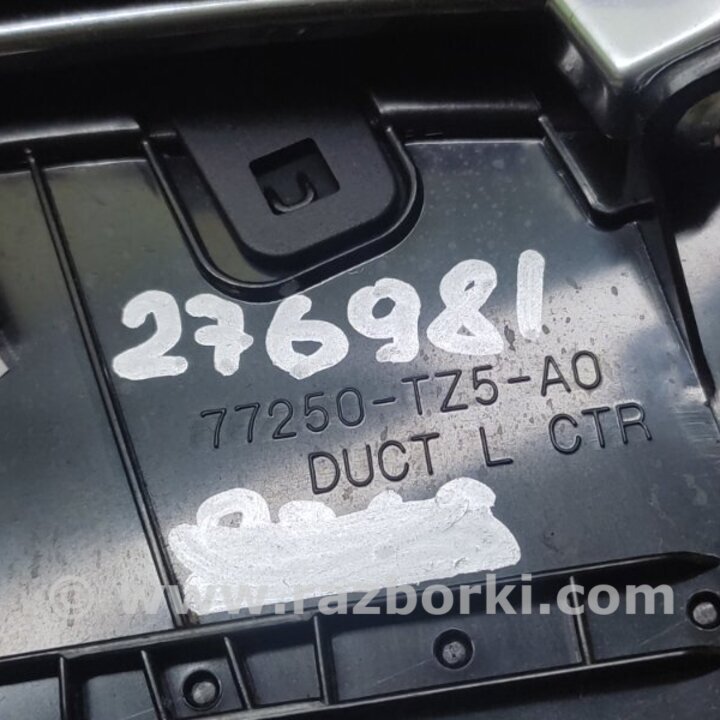 276981
77250-TZ5-A0
DUCT L CTR
© www.razborki.com